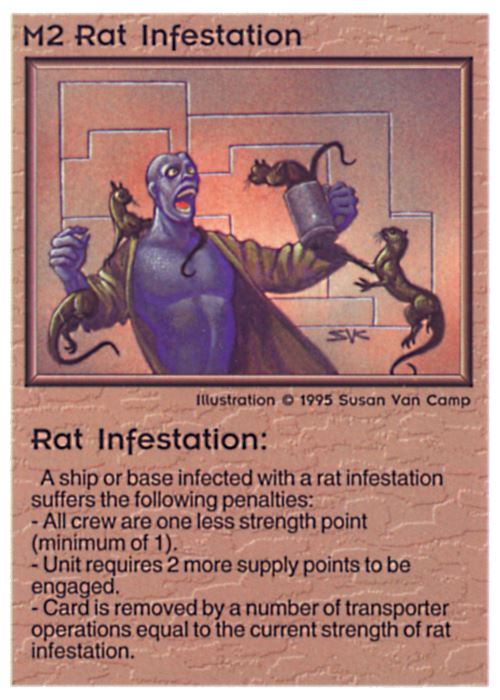 M2 Rat Infestation
SVC
Illustration © 1995 Susan Van Camp
Rat Infestation:
A ship or base infected with a rat infestation
suffers the following penalties:
- All crew are one less strength point
(minimum of 1).
- Unit requires 2 more supply points to be
engaged.
- Card is removed by a number of transporter
operations equal to the current strength of rat
infestation.